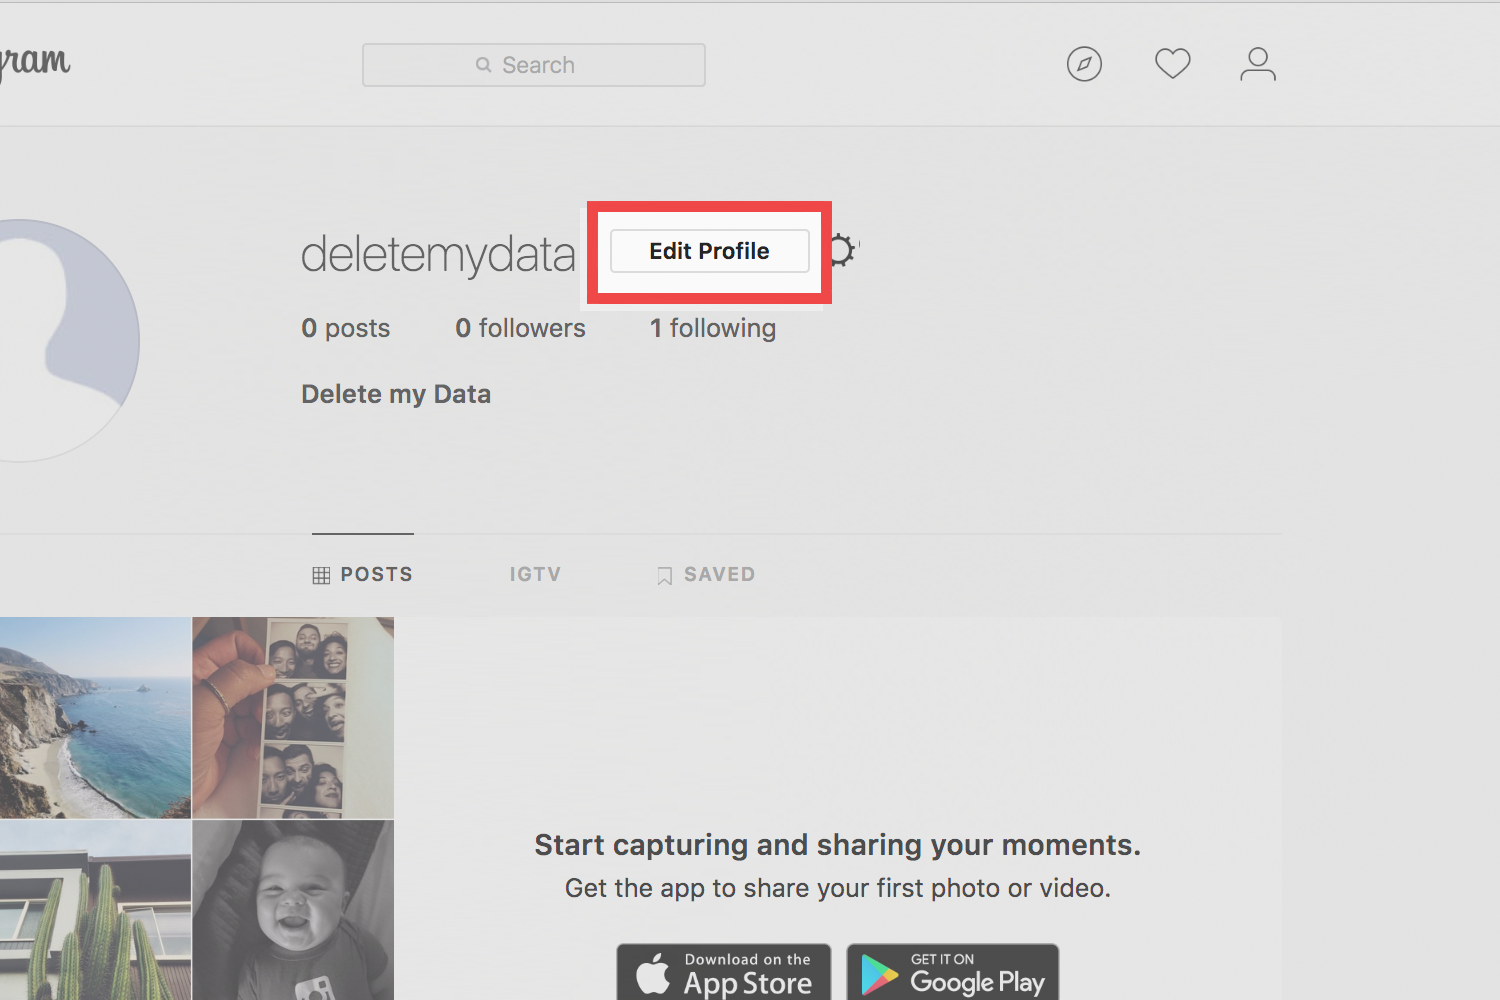 gram
Search
deletemydata
Edit Profile
0 posts
0 followers
1 following
Delete my Data
POSTS
IGTV
SAVED
Start capturing and sharing your moments.
Get the app to share your first photo or video.
Download on the
App Store
GET IT ON
Google Play